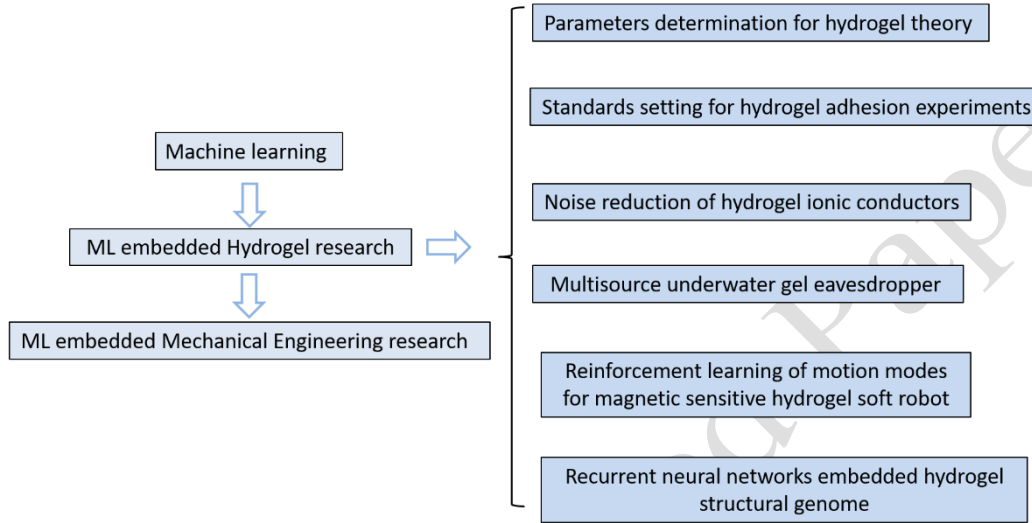 Machine learning
ML embedded Hydrogel research
ML embedded Mechanical Engineering research
Parameters determination for hydrogel theory
Standards setting for hydrogel adhesion experiments
Noise reduction of hydrogel ionic conductors
Multisource underwater gel eavesdropper
Reinforcement learning of motion modes
for magnetic sensitive hydrogel soft robot
Recurrent neural networks embedded hydrogel
structural genome